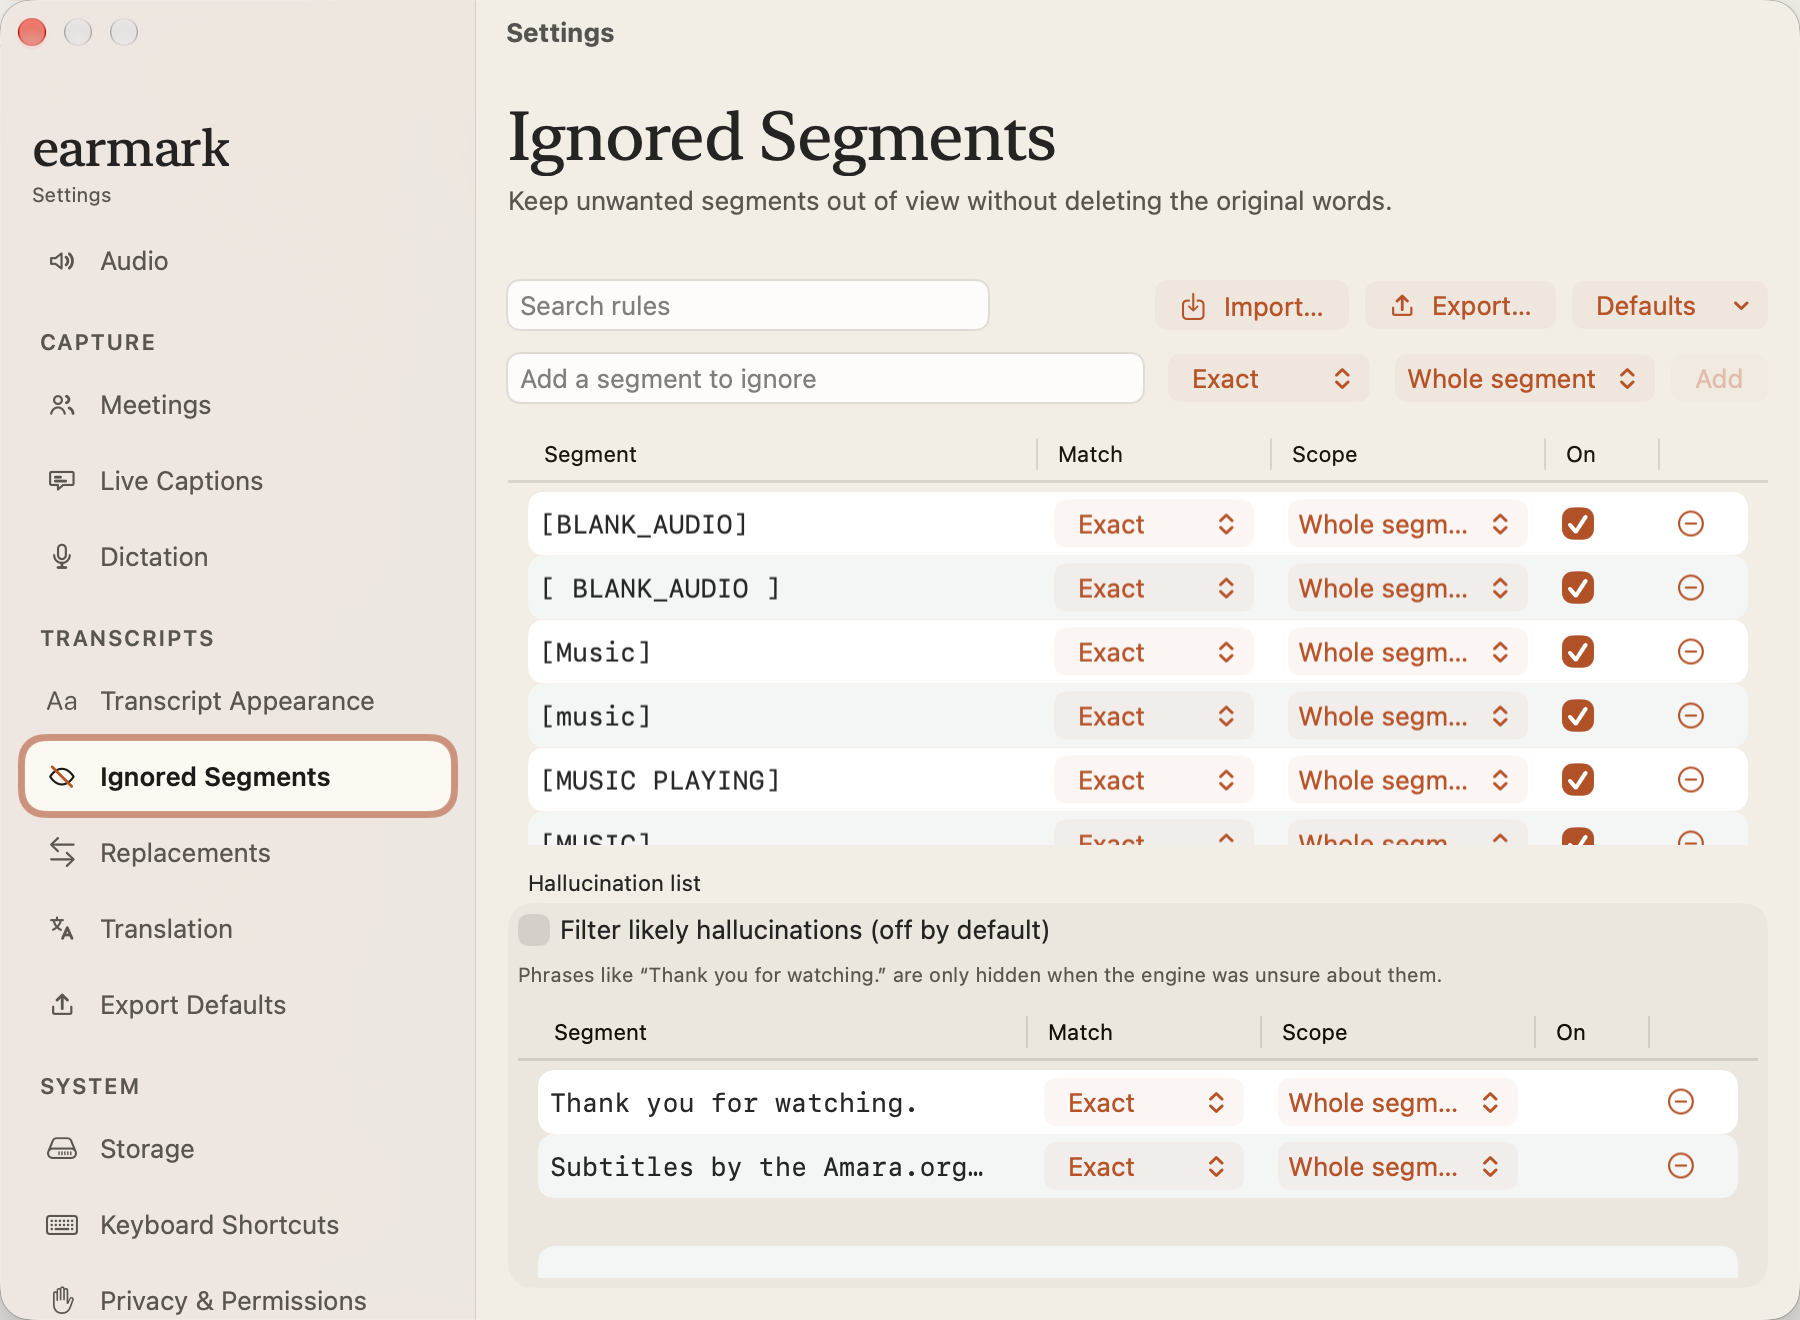 Settings
earmark
Settings
Audio
CAPTURE
Meetings
Live Captions
Dictation
TRANSCRIPTS
Aa Transcript Appearance
Ignored Segments
Replacements
Translation
Export Defaults
SYSTEM
Storage
Keyboard Shortcuts
Privacy & Permissions
Ignored Segments
Keep unwanted segments out of view without deleting the original words.
Search rules Import... Export... Defaults
Add a segment to ignore Exact Whole segment Add
Segment Match Scope On
[BLANK_AUDIO] Exact Whole segm...
[ BLANK_AUDIO ] Exact Whole segm...
[Music] Exact Whole segm...
[music] Exact Whole segm...
[MUSIC PLAYING] Exact Whole segm...
[MUSIC] Exact Whole segm...
Hallucination list
Filter likely hallucinations (off by default)
Phrases like “Thank you for watching.” are only hidden when the engine was unsure about them.
Segment Match Scope On
Thank you for watching. Exact Whole segm...
Subtitles by the Amara.org… Exact Whole segm...